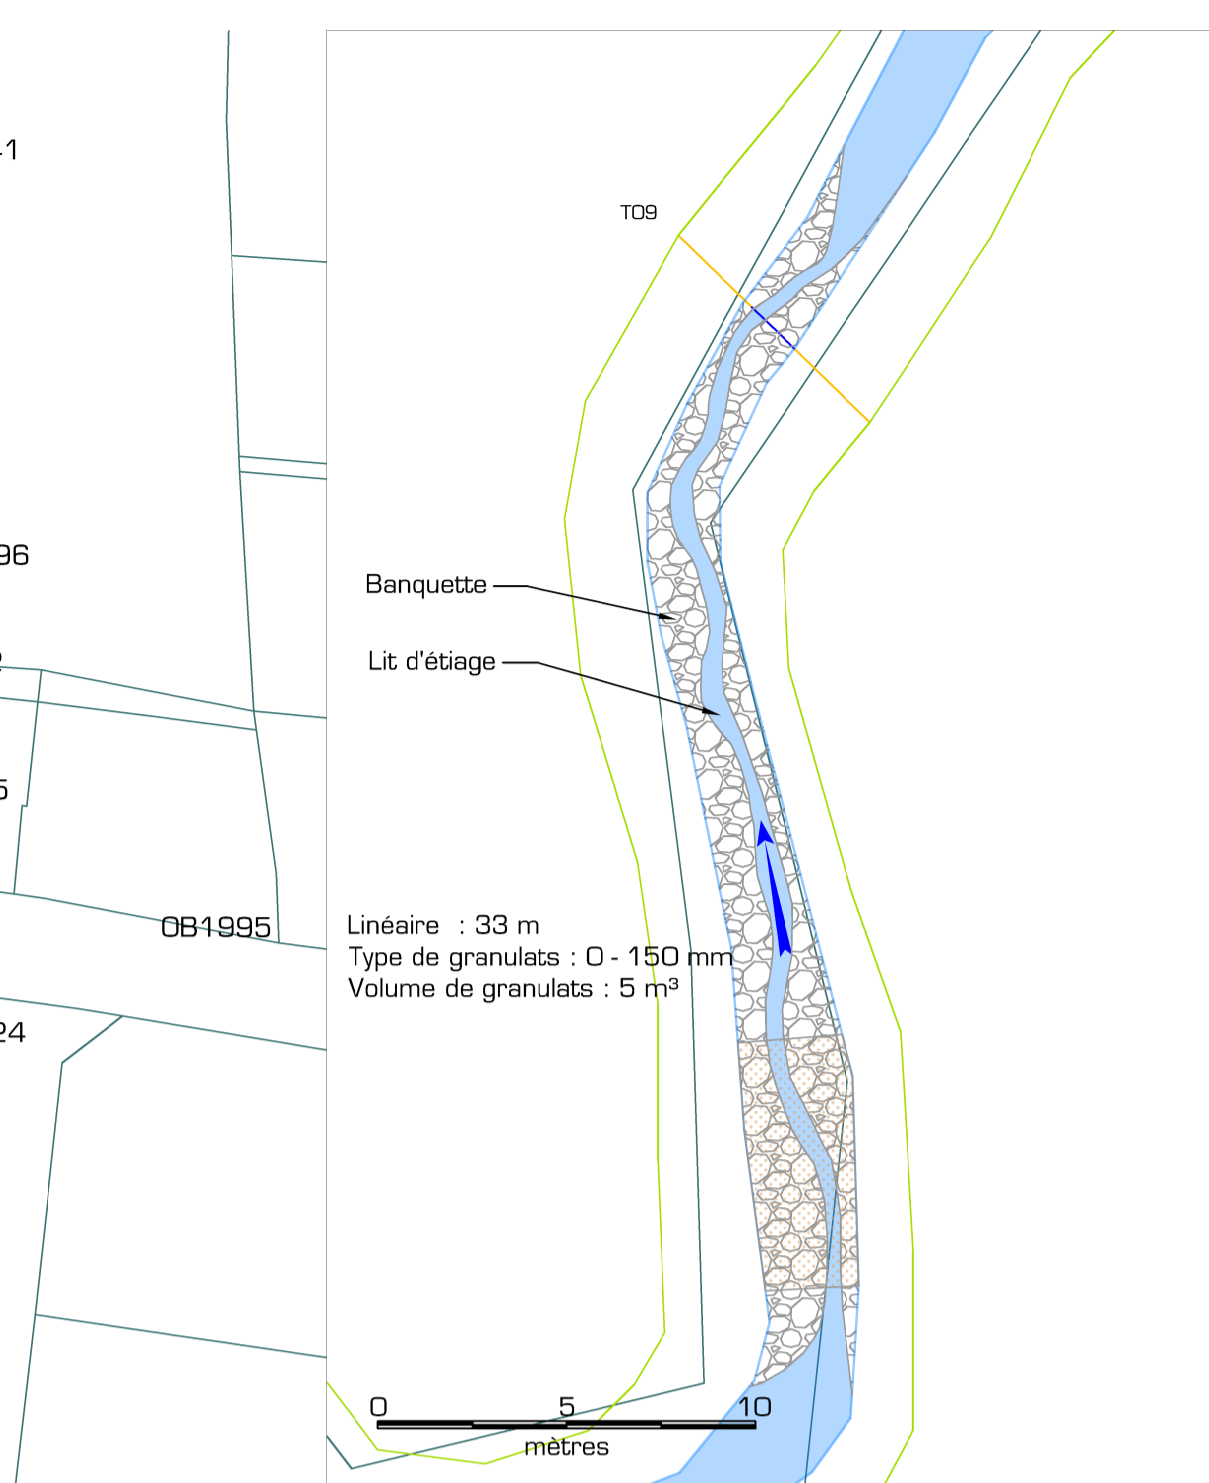 41
T09
96
Banquette
Lit d'étiage
5
0B1995
Linéaire : 33 m
Type de granulats : 0 - 150 mm
Volume de granulats : 5 m³
24
0 5 10
mètres